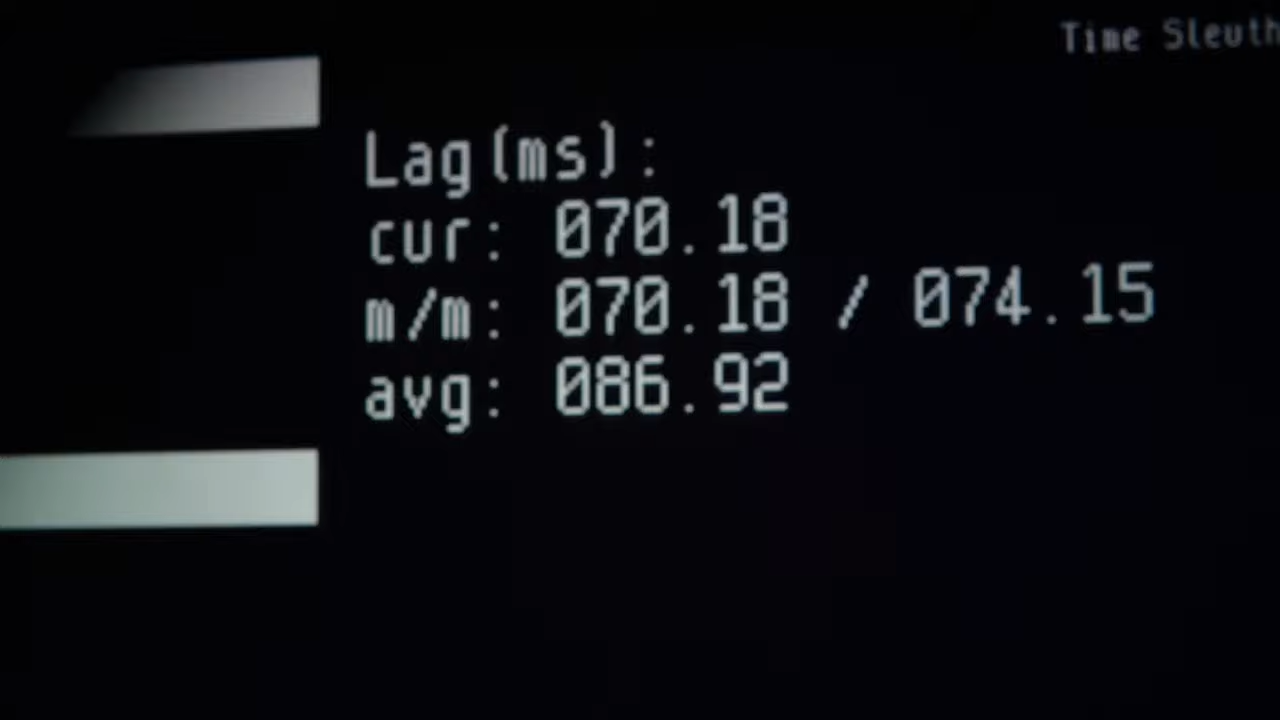 Time Sleuth
Lag(ms):
cur: 070.18
m/m: 070.18 / 074.15
avg: 086.92